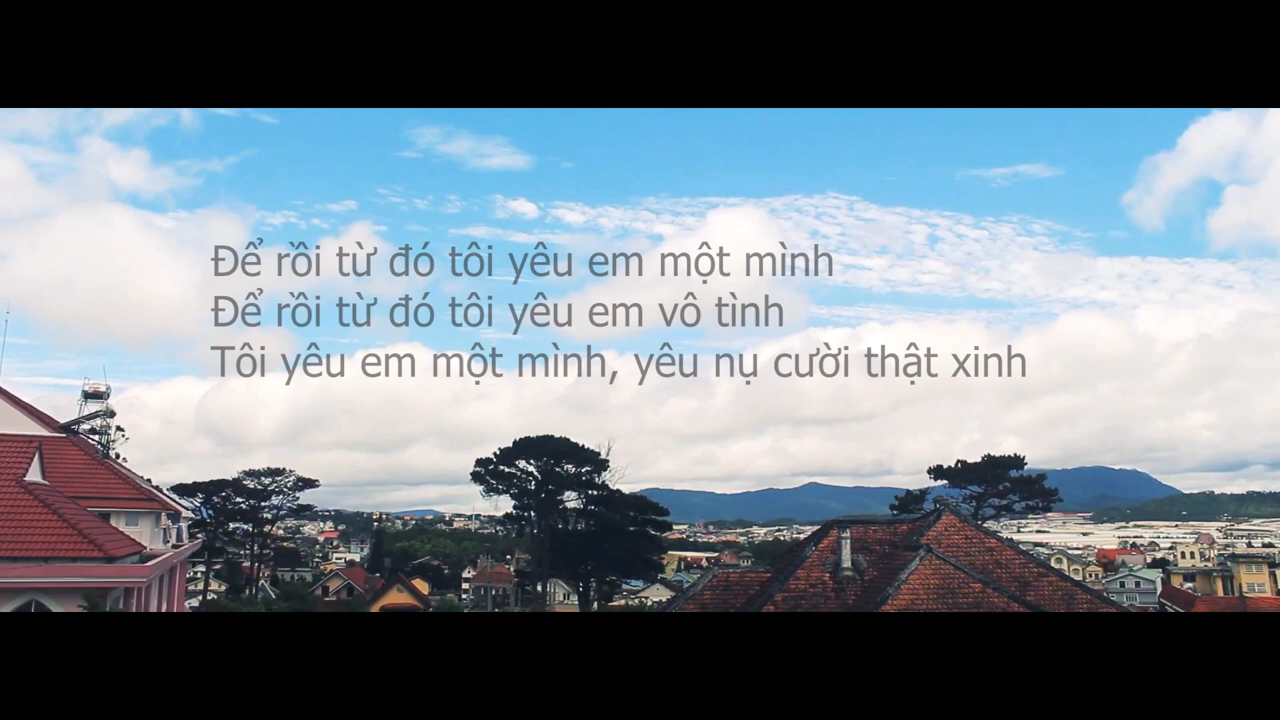 Để rồi từ đó tôi yêu em một mình
Để rồi từ đó tôi yêu em vô tình
Tôi yêu em một mình, yêu nụ cười thật xinh